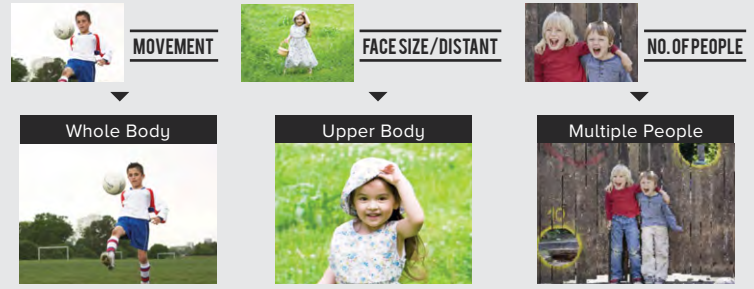 MOVEMENT
FACE SIZE/DISTANT
NO. OF PEOPLE
Whole Body
Upper Body
Multiple People